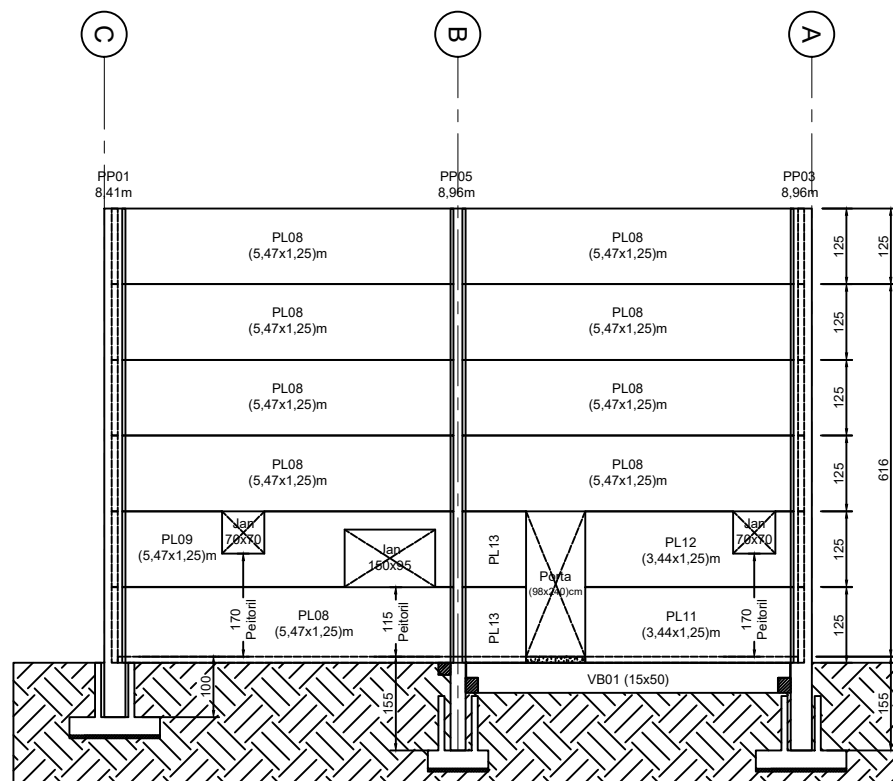 C
B
A
PP01
8,41m
PP05
8,96m
PP03
8,96m
PL08
(5,47x1,25)m
PL08
(5,47x1,25)m
125
125
PL08
(5,47x1,25)m
PL08
(5,47x1,25)m
125
PL08
(5,47x1,25)m
PL08
(5,47x1,25)m
125
PL08
(5,47x1,25)m
PL08
(5,47x1,25)m
125
616
PL09
(5,47x1,25)m
Jan
70x70
Jan
150x95
PL13
Porta
(98x240)cm
PL12
(3,44x1,25)m
Jan
70x70
125
170
Peitoril
PL08
(5,47x1,25)m
115
Peitoril
PL13
PL11
(3,44x1,25)m
170
Peitoril
125
100
155
VB01 (15x50)
155